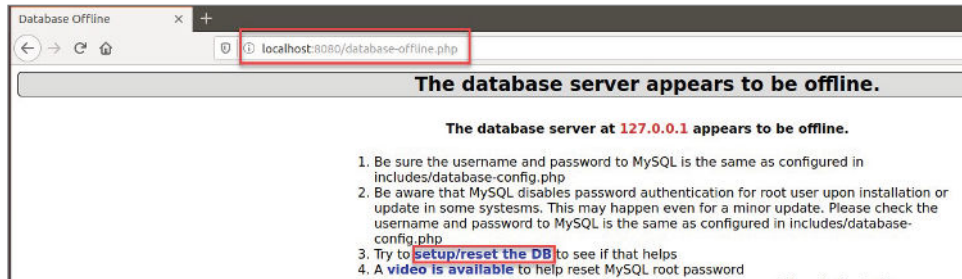 Database Offline
localhost:8080/database-offline.php
The database server appears to be offline.
The database server at 127.0.0.1 appears to be offline.
1. Be sure the username and password to MySQL is the same as configured in
includes/database-config.php
2. Be aware that MySQL disables password authentication for root user upon installation or
update in some systesms. This may happen even for a minor update. Please check the
username and password to MySQL is the same as configured in includes/database-
config.php
3. Try to setup/reset the DB to see if that helps
4. A video is available to help reset MySQL root password